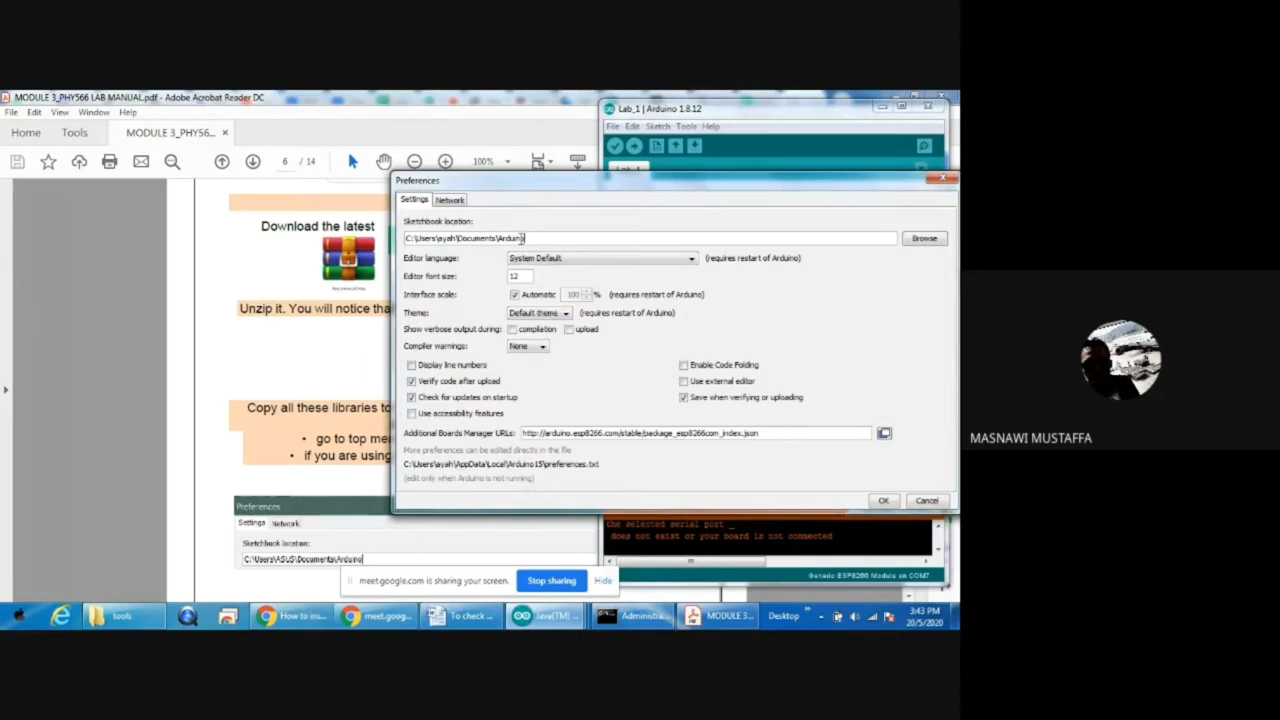 MODULE 3_PHY566 LAB MANUAL.pdf - Adobe Acrobat Reader DC
File Edit View Window Help
Home Tools MODULE 3_PHY56... ×
6 / 14 100%
Download the latest
Unzip it. You will notice tha
Copy all these libraries to
• go to top me
• if you are using
Preferences
Settings Network
Sketchbook location:
C:\Users\ASUS\Documents\Arduino
Lab_1 | Arduino 1.8.12
File Edit Sketch Tools Help
Preferences
Settings Network
Sketchbook location:
C:\Users\ayah\Documents\Arduino
Browse
Editor language: System Default (requires restart of Arduino)
Editor font size: 12
Interface scale: Automatic 100 % (requires restart of Arduino)
Theme: Default theme (requires restart of Arduino)
Show verbose output during: compilation upload
Compiler warnings: None
Display line numbers Enable Code Folding
Verify code after upload Use external editor
Check for updates on startup Save when verifying or uploading
Use accessibility features
Additional Boards Manager URLs: http://arduino.esp8266.com/stable/package_esp8266com_index.json
More preferences can be edited directly in the file
C:\Users\ayah\AppData\Local\Arduino15\preferences.txt
(edit only when Arduino is not running)
OK Cancel
the selected serial port _
does not exist or your board is not connected
Generic ESP8266 Module on COM7
meet.google.com is sharing your screen. Stop sharing Hide
tools How to ins... meet.goog... To check ... Java(TM) ... Administra... MODULE 3... Desktop » 3:43 PM
20/5/2020
MASNAWI MUSTAFFA